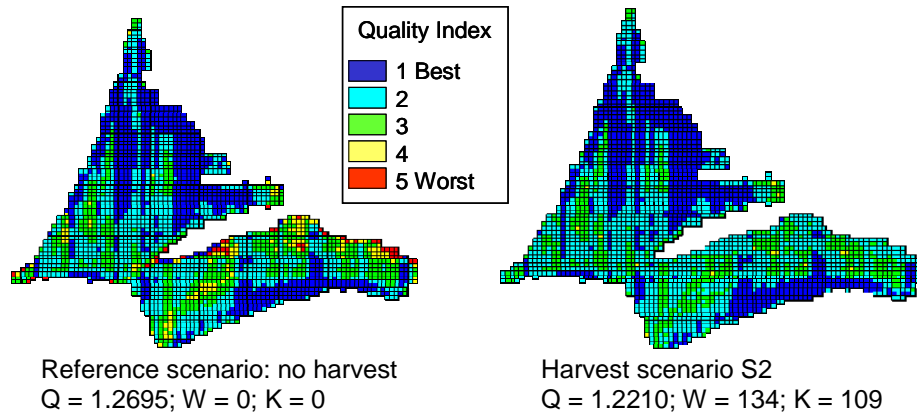 Quality Index
1 Best
2
3
4
5 Worst
Reference scenario: no harvest
Q = 1.2695; W = 0; K = 0
Harvest scenario S2
Q = 1.2210; W = 134; K = 109